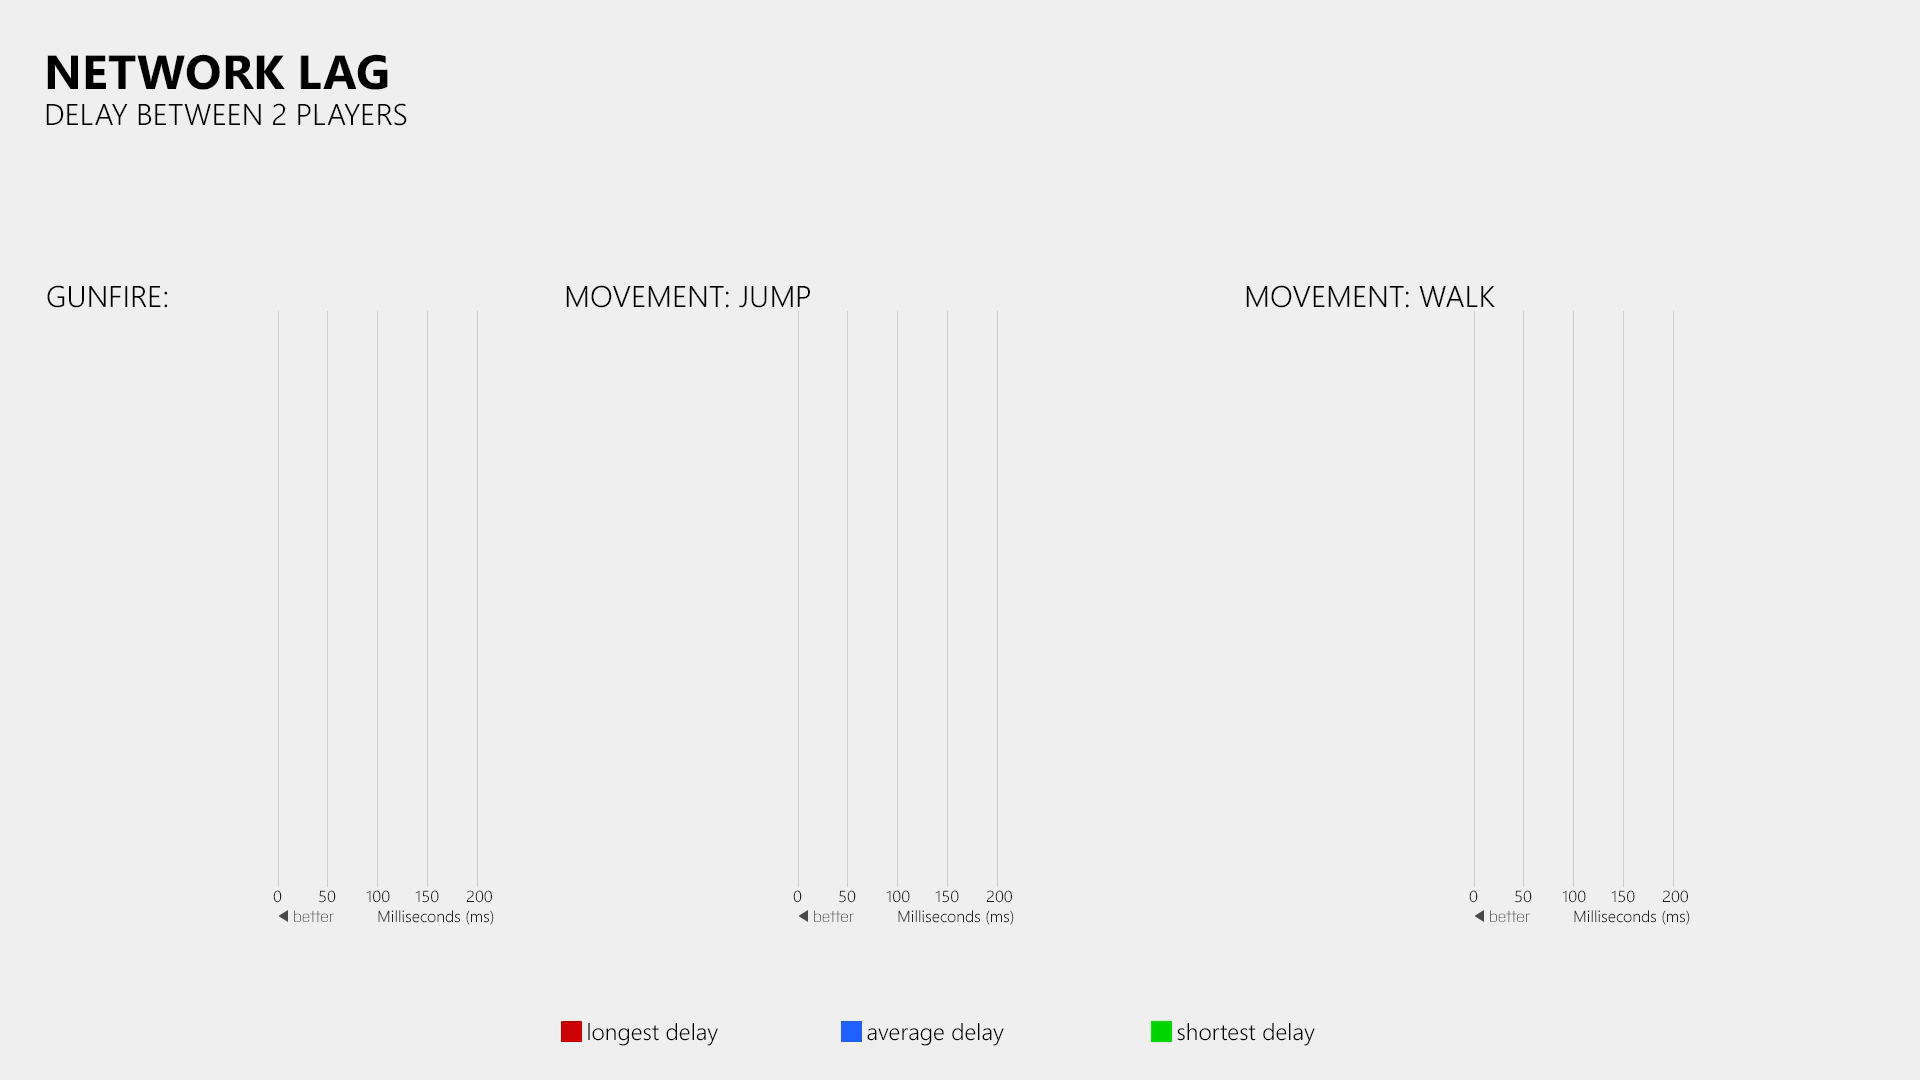 NETWORK LAG
DELAY BETWEEN 2 PLAYERS
GUNFIRE:
0 50 100 150 200
better Milliseconds (ms)
MOVEMENT: JUMP
0 50 100 150 200
better Milliseconds (ms)
MOVEMENT: WALK
0 50 100 150 200
better Milliseconds (ms)
longest delay
average delay
shortest delay